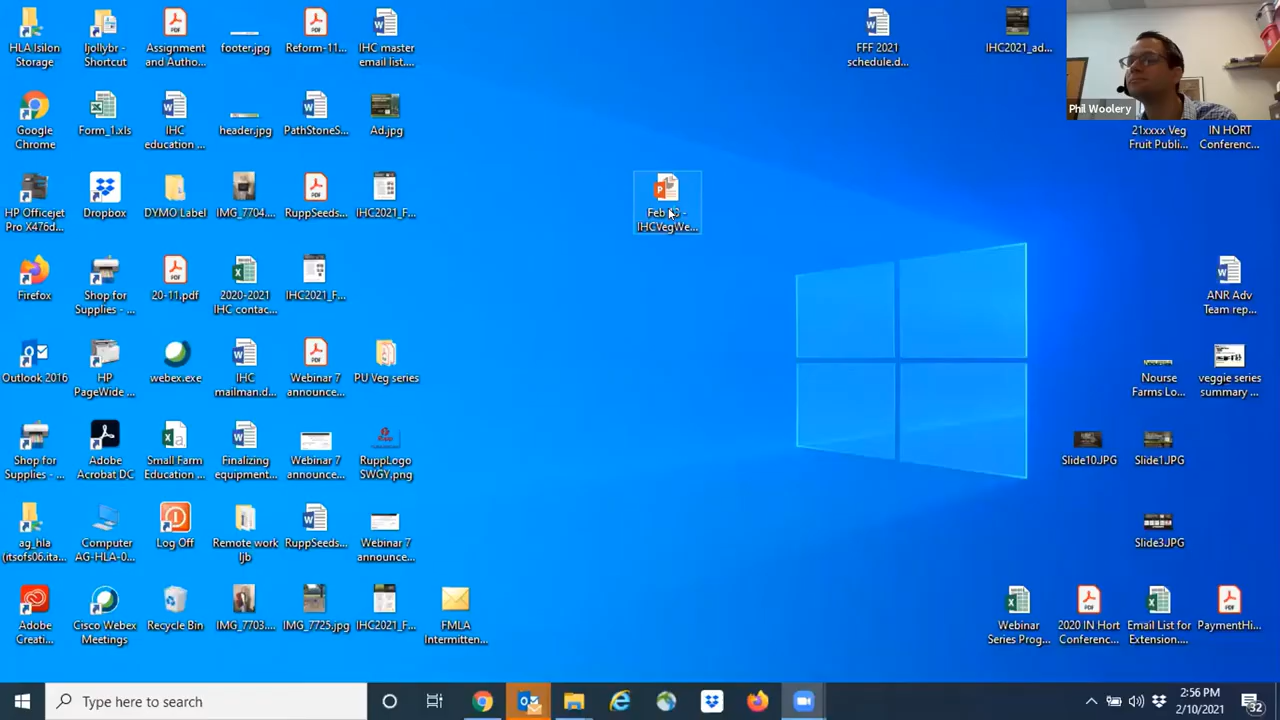 HLA Isilon
Storage
ljollybr -
Shortcut
Assignment
and Autho...
footer.jpg
Reform-11...
IHC master
email list....
FFF 2021
schedule.d...
IHC2021_ad...
Phil Woolery
Google
Chrome
Form_1.xls
IHC
education ...
header.jpg
PathStoneS...
Ad.jpg
21xxxx Veg
Fruit Publi...
IN HORT
Conferenc...
HP Officejet
Pro X476d...
Dropbox
DYMO Label
IMG_7704....
RuppSeeds...
IHC2021_F...
IHCVegWe...
Firefox
Shop for
Supplies - ...
20-11.pdf
2020-2021
IHC contac...
IHC2021_F...
ANR Adv
Team rep...
Outlook 2016
HP
PageWide ...
webex.exe
IHC
mailman.d...
Webinar 7
announce...
PU Veg series
Nourse
Farms Lo...
veggie series
summary ...
Shop for
Supplies - ...
Adobe
Acrobat DC
Small Farm
Education ...
Finalizing
equipment...
Webinar 7
announce...
RuppLogo
SWGY.png
Slide10.JPG
Slide1.JPG
ag_hla
(itsofs06.ita...
Computer
AG-HLA-0...
Log Off
Remote work
ljb
RuppSeeds...
Webinar 7
announce...
Slide3.JPG
Adobe
Creati...
Cisco Webex
Meetings
Recycle Bin
IMG_7703....
IMG_7725.jpg
IHC2021_F...
FMLA
Intermitten...
Webinar
Series Prog...
2020 IN Hort
Conferenc...
Email List for
Extension....
PaymentHi...
Type here to search
2:56 PM
2/10/2021
32